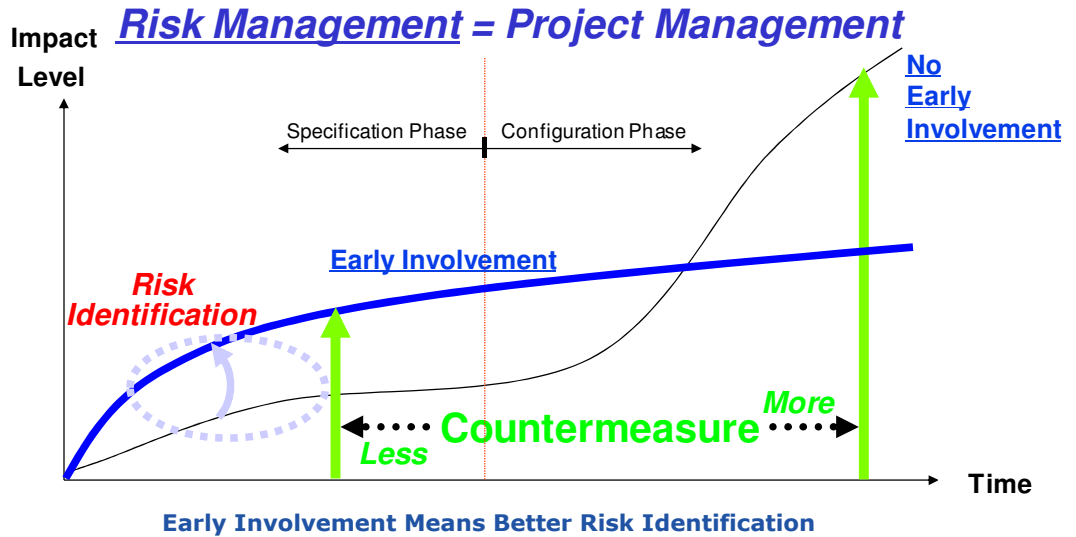 Risk Management = Project Management
Impact
Level
No
Early
Involvement
Specification Phase
Configuration Phase
Early Involvement
Risk
Identification
More
Countermeasure
Less
Time
Early Involvement Means Better Risk Identification